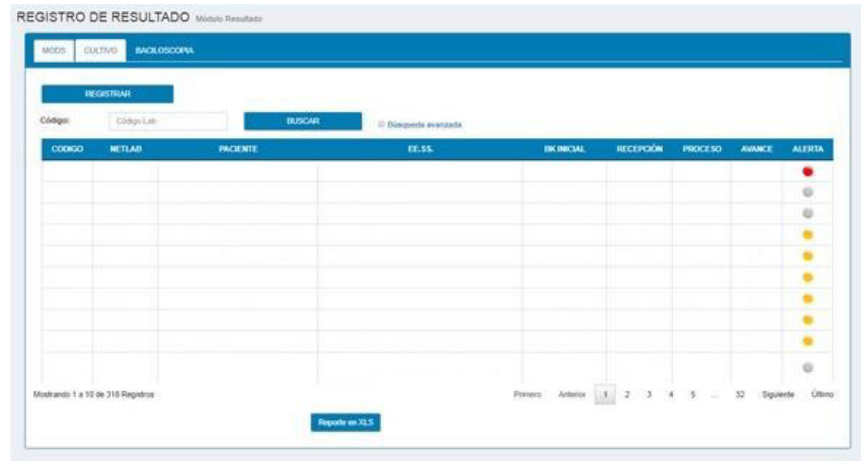 REGISTRO DE RESULTADO Módulo Resultado
MODS CULTIVO BACILOSCOPIA
REGISTRAR
Código: Código Lab BUSCAR Búsqueda avanzada
CODIGO NETLAB PACIENTE EE.SS. BK INICIAL RECEPCIÓN PROCESO AVANCE ALERTA
Mostrando 1 a 10 de 318 Registros
Primero Anterior 1 2 3 4 5 ... 32 Siguiente Último
Reporte en XLS